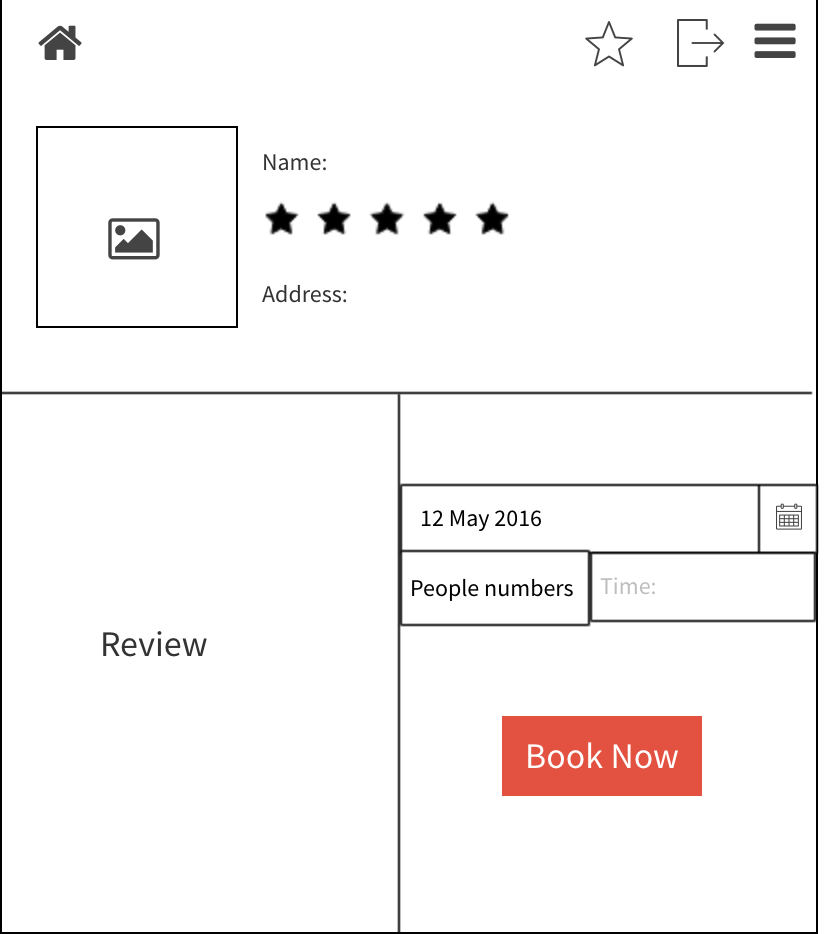 Name:
Address:
Review
12 May 2016
People numbers
Time:
Book Now